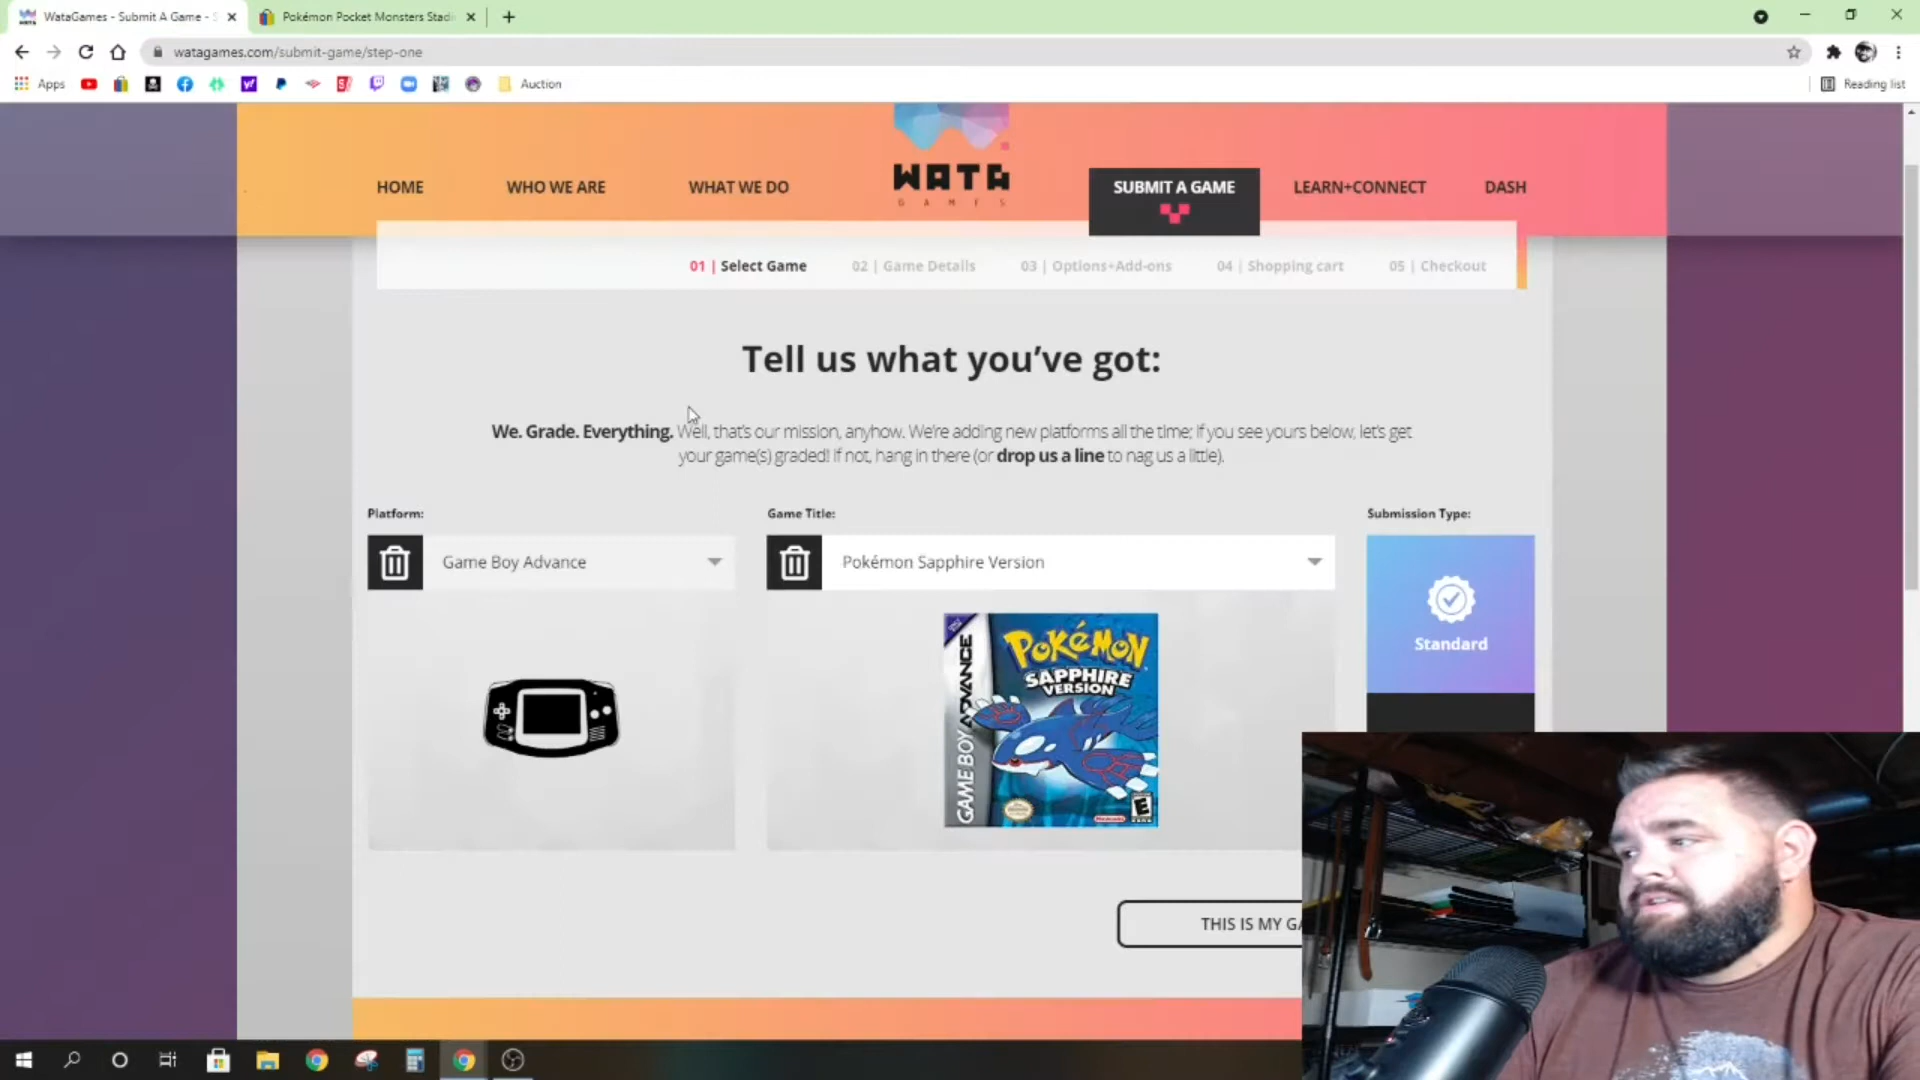 WataGames - Submit A Game - S
Pokémon Pocket Monsters Stadi
watagames.com/submit-game/step-one
Apps
Auction
Reading list
WATA
GAMES
HOME
WHO WE ARE
WHAT WE DO
SUBMIT A GAME
LEARN+CONNECT
DASH
01 | Select Game
02 | Game Details
03 | Options+Add-ons
04 | Shopping cart
05 | Checkout
Tell us what you've got:
We. Grade. Everything. Well, that's our mission, anyhow. We're adding new platforms all the time; if you see yours below, let's get
your game(s) graded! If not, hang in there (or drop us a line to nag us a little).
Platform:
Game Title:
Submission Type:
Game Boy Advance
Pokémon Sapphire Version
Standard
GAME BOY ADVANCE
POKéMON
SAPPHIRE
VERSION
E
THIS IS MY GA